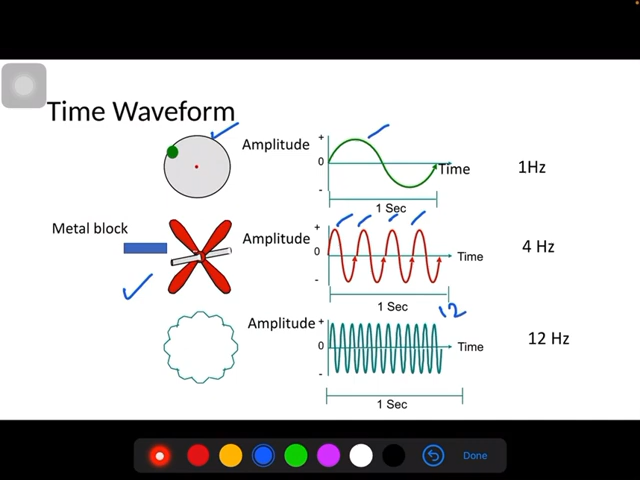 Time Waveform
Amplitude
+
0
-
Time
1 Sec
1Hz
Metal block
Amplitude
+
0
-
Time
1 Sec
4 Hz
12
Amplitude
+
0
-
Time
1 Sec
12 Hz
Done